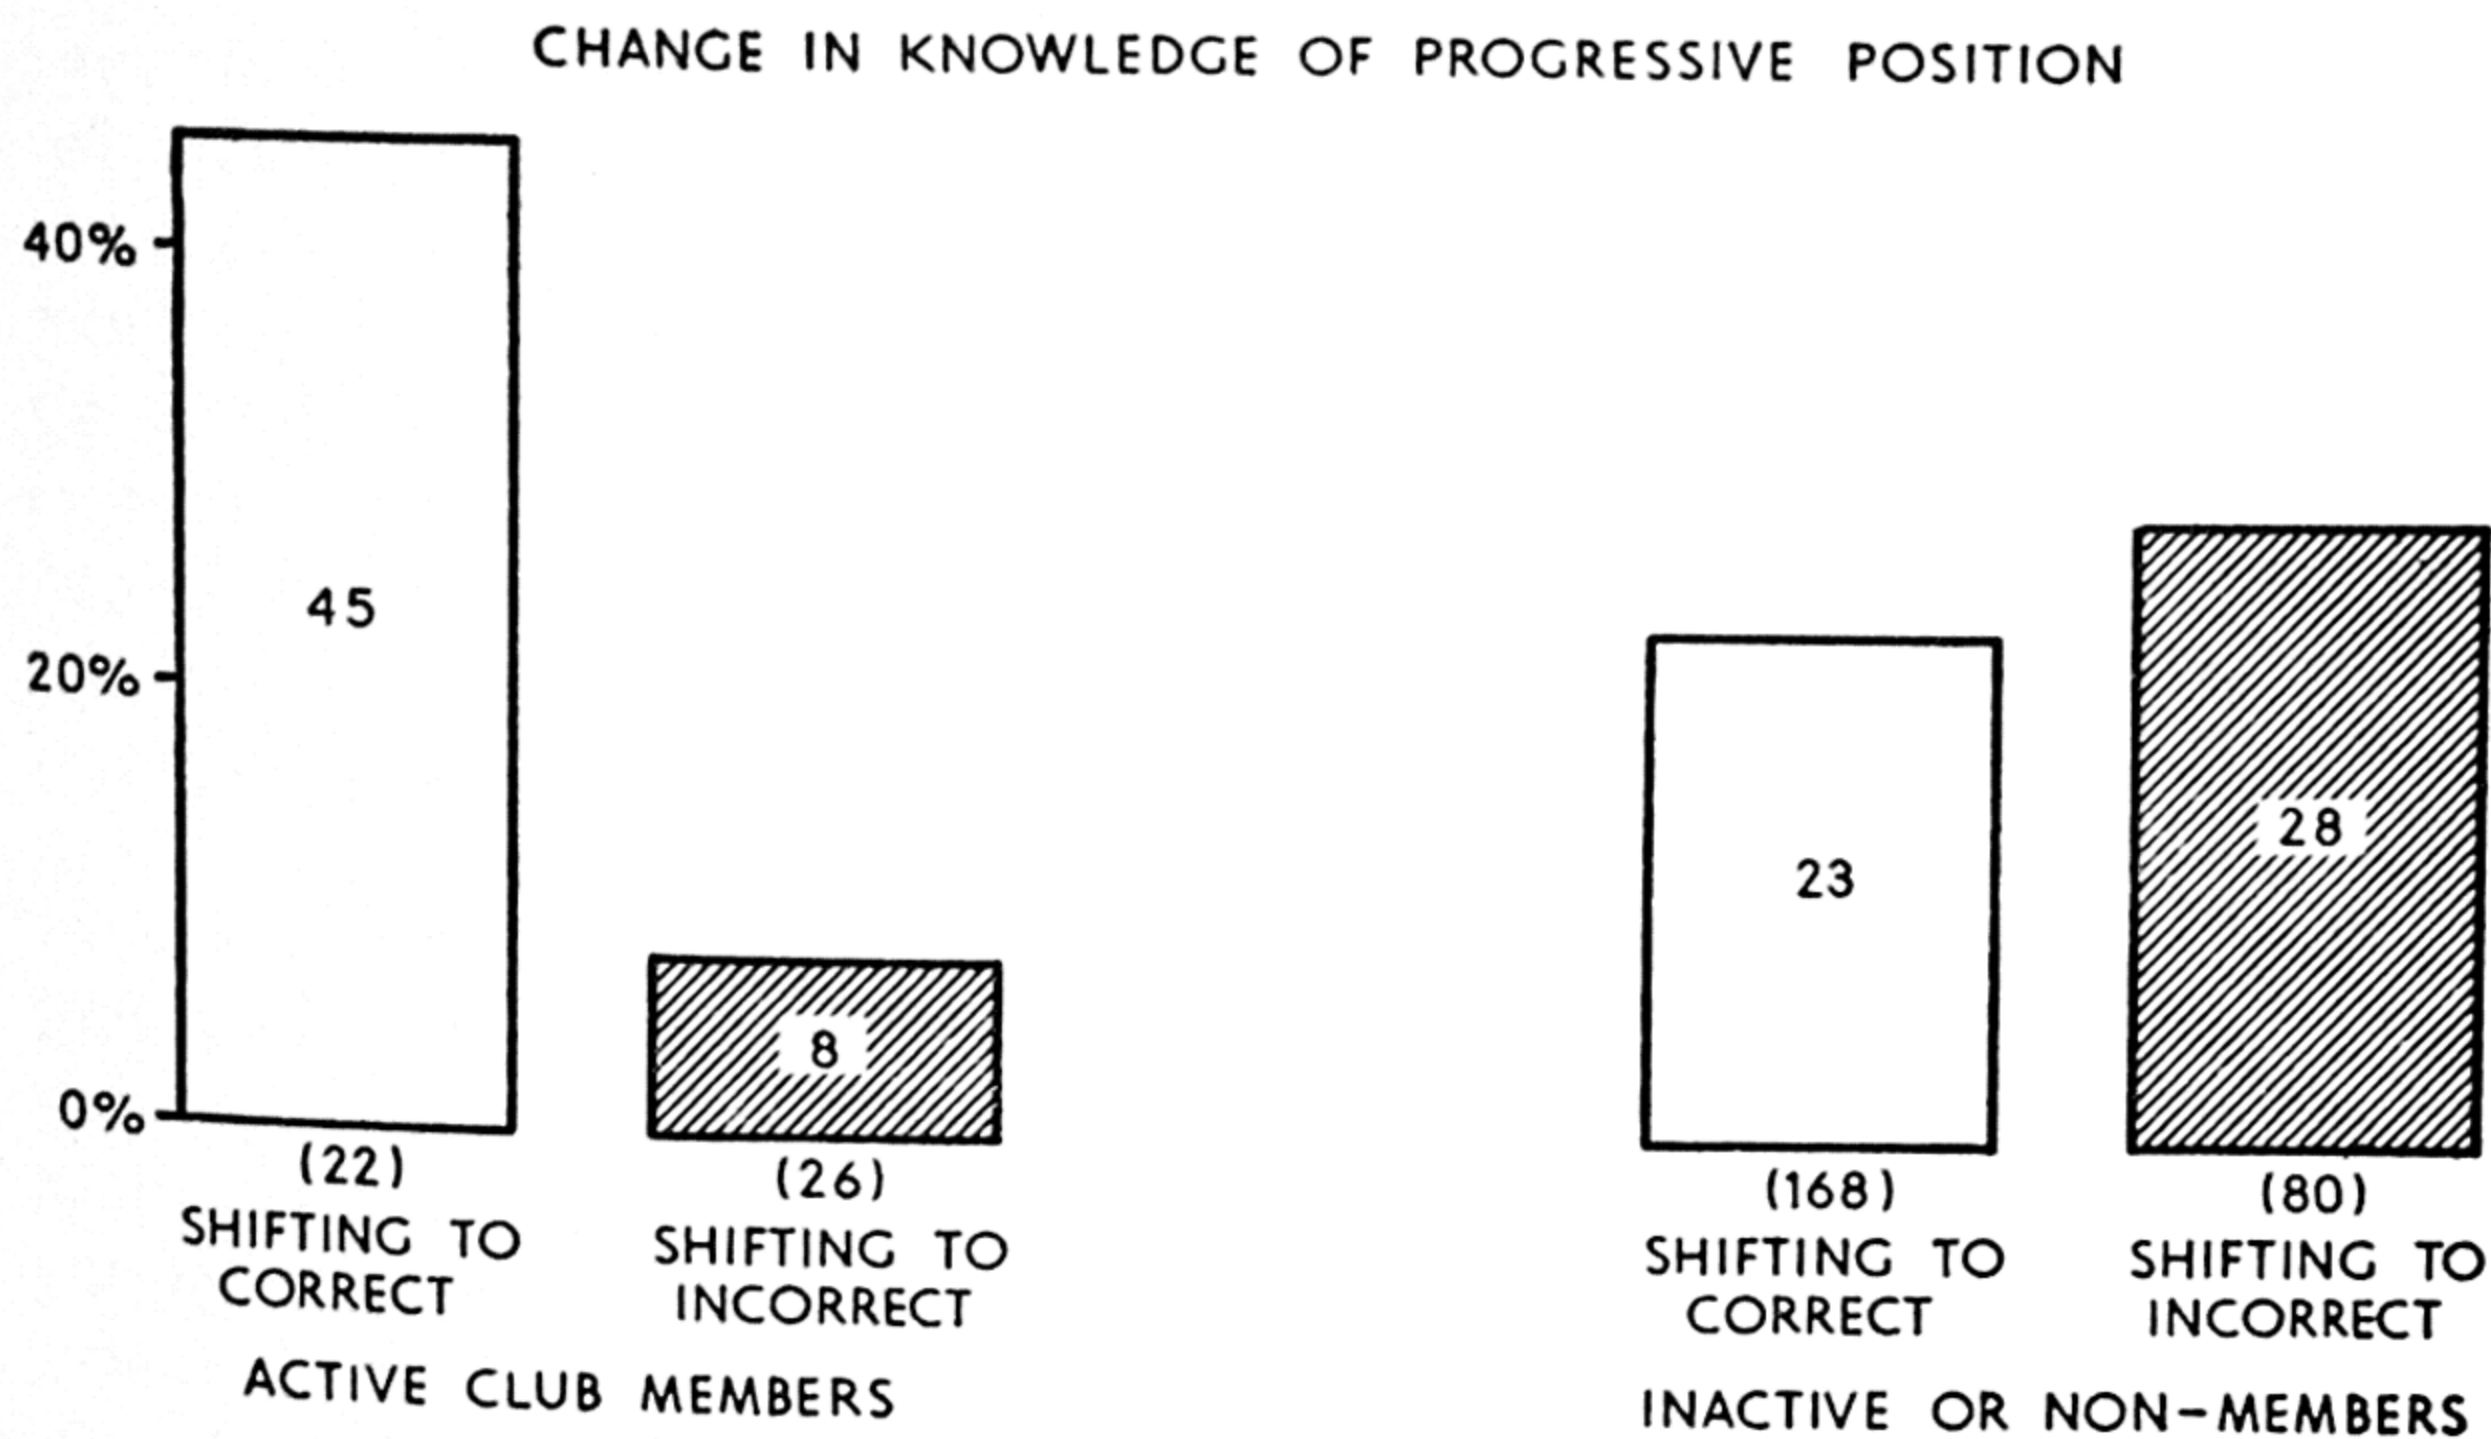 CHANGE IN KNOWLEDGE OF PROGRESSIVE POSITION
40%
20%
0%
45
8
23
28
(22)
SHIFTING TO
CORRECT
(26)
SHIFTING TO
INCORRECT
ACTIVE CLUB MEMBERS
(168)
SHIFTING TO
CORRECT
(80)
SHIFTING TO
INCORRECT
INACTIVE OR NON-MEMBERS